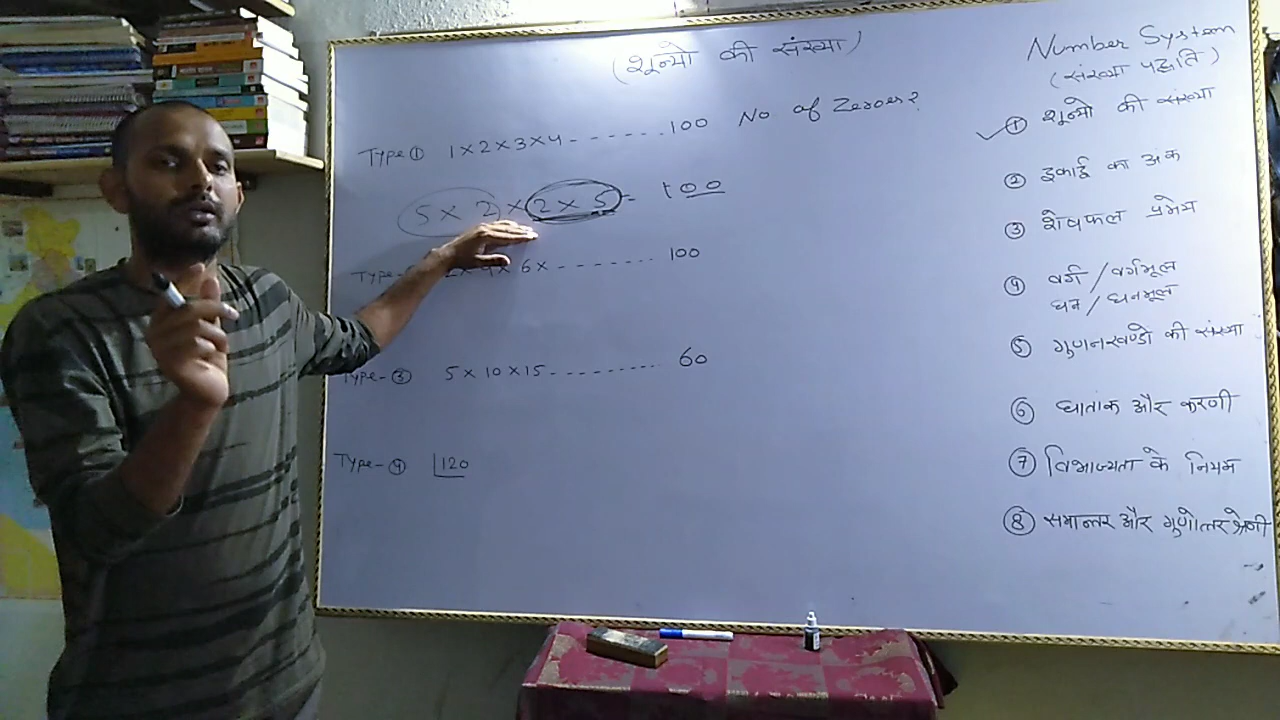 (शून्यो की संख्या)
Type ① 1×2×3×4 - - - - - - - 100 No of Zeroes?
5 × 2 × 2 × 5 = 100
Type- 2× 4× 6× - - - - - - - 100
Type- ③ 5 × 10 × 15 - - - - - - - - - - 60
Type- ④ 120
Number System
(संख्या पद्धति)
① शून्यो की संख्या
② इकाई का अंक
③ शेषफल प्रमेय
④ वर्ग / वर्गमूल
घन / घनमूल
⑤ गुणनखण्डो की संख्या
⑥ घातांक और करणी
⑦ विभाज्यता के नियम
⑧ समान्तर और गुणोत्तर श्रेणी